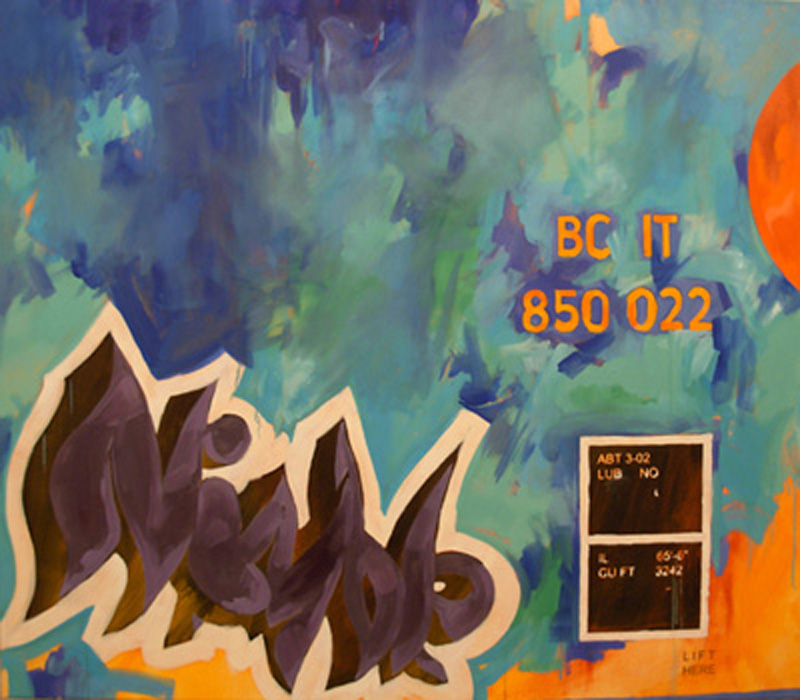 BC IT
850 022
ABT 3-02
LUB NO
IL 65'-6"
CU FT 3242
LIFT
HERE